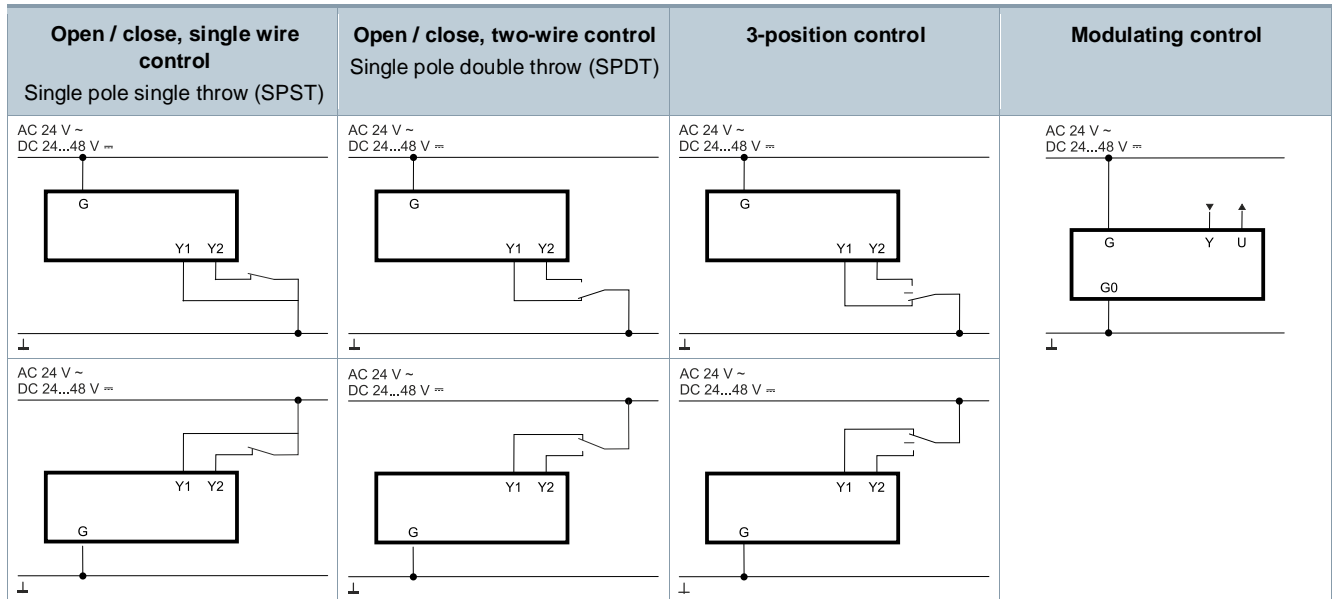 Open / close, single wire
control
Single pole single throw (SPST)
Open / close, two-wire control
Single pole double throw (SPDT)
3-position control
Modulating control
AC 24 V ~
DC 24...48 V ⎓
G
Y1 Y2
AC 24 V ~
DC 24...48 V ⎓
G
Y1 Y2
AC 24 V ~
DC 24...48 V ⎓
G
Y1 Y2
AC 24 V ~
DC 24...48 V ⎓
G Y U
G0
AC 24 V ~
DC 24...48 V ⎓
Y1 Y2
G
AC 24 V ~
DC 24...48 V ⎓
Y1 Y2
G
AC 24 V ~
DC 24...48 V ⎓
Y1 Y2
G